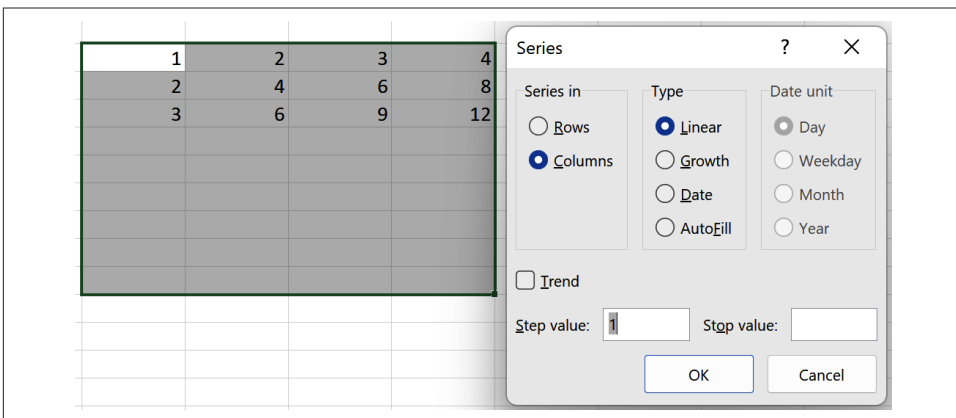 1 2 3 4
2 4 6 8
3 6 9 12
Series ? X
Series in Type Date unit
Rows Linear Day
Columns Growth Weekday
Date Month
AutoFill Year
Trend
Step value: 1 Stop value:
OK Cancel